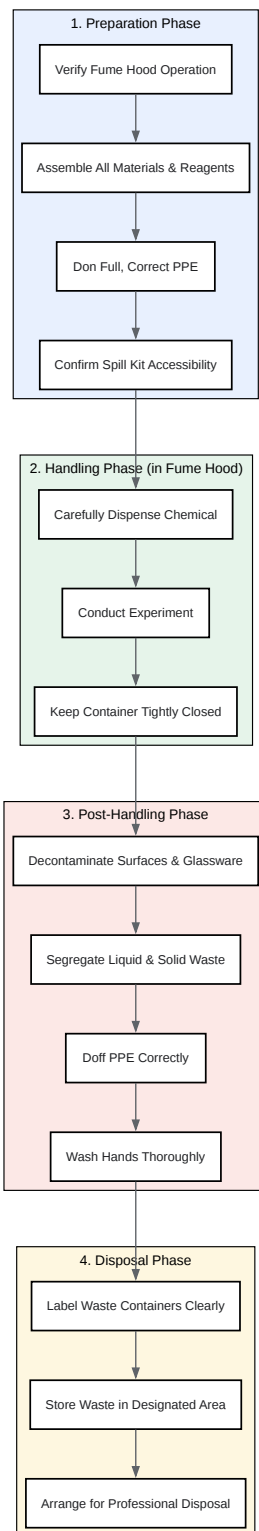 1. Preparation Phase
Verify Fume Hood Operation
Assemble All Materials & Reagents
Don Full, Correct PPE
Confirm Spill Kit Accessibility
2. Handling Phase (in Fume Hood)
Carefully Dispense Chemical
Conduct Experiment
Keep Container Tightly Closed
3. Post-Handling Phase
Decontaminate Surfaces & Glassware
Segregate Liquid & Solid Waste
Doff PPE Correctly
Wash Hands Thoroughly
4. Disposal Phase
Label Waste Containers Clearly
Store Waste in Designated Area
Arrange for Professional Disposal